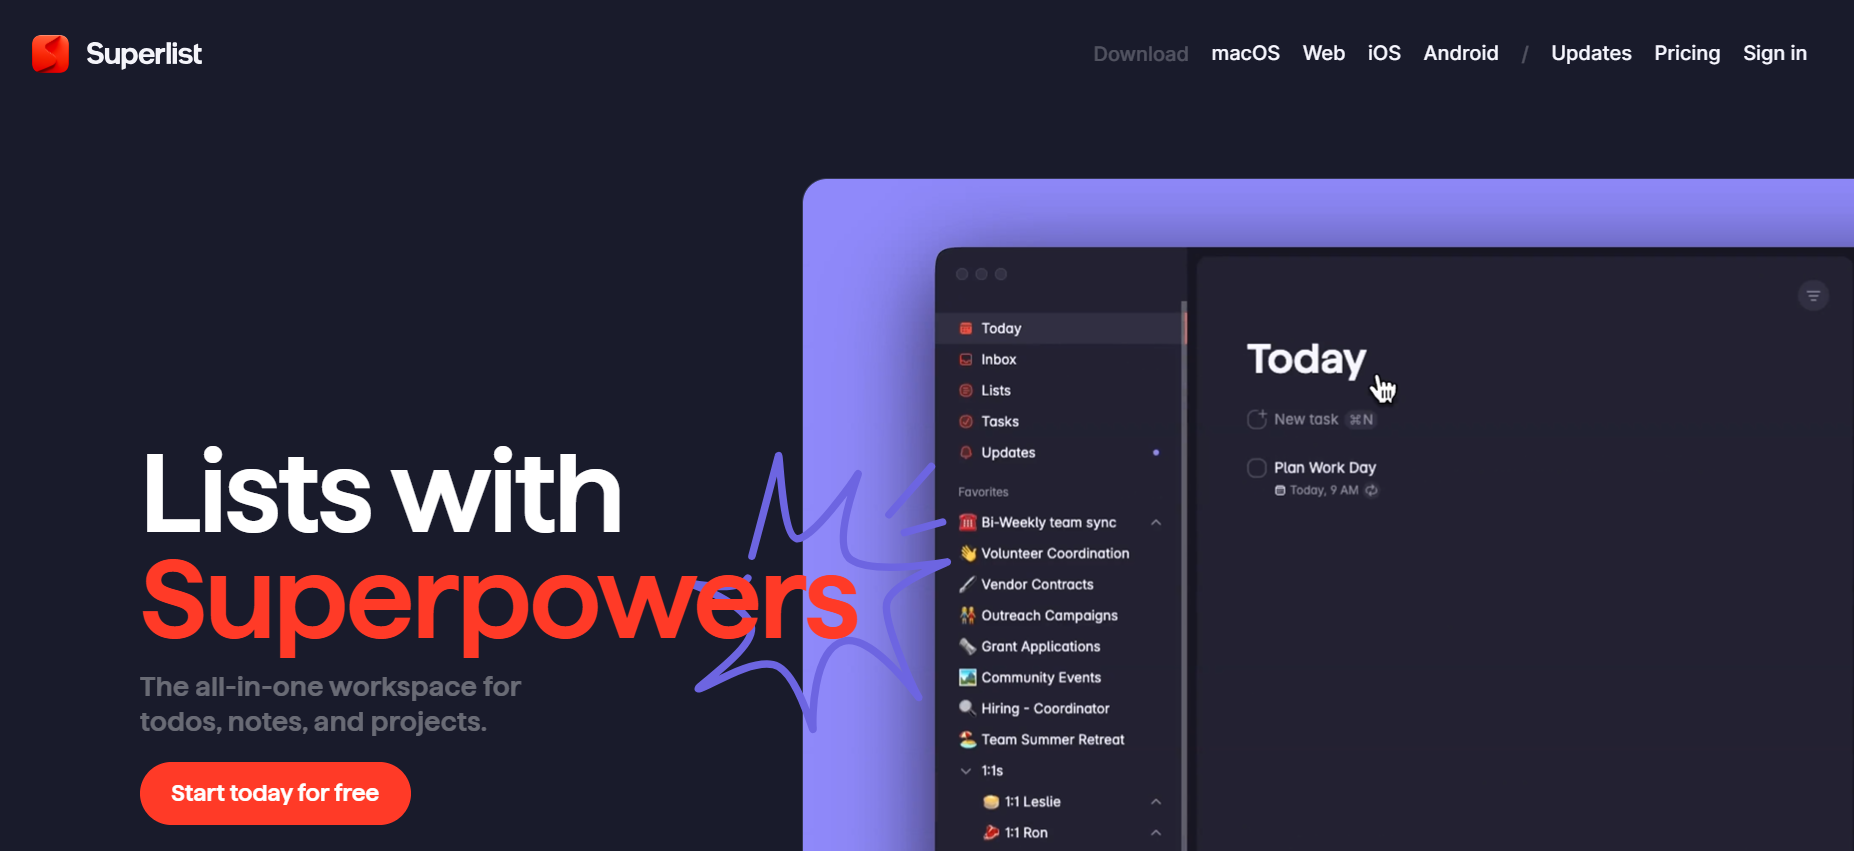 Superlist
Download macOS Web iOS Android / Updates Pricing Sign in
Lists with
Superpowers
The all-in-one workspace for
todos, notes, and projects.
Start today for free
Today
Inbox
Lists
Tasks
Updates
Favorites
Bi-Weekly team sync
Volunteer Coordination
Vendor Contracts
Outreach Campaigns
Grant Applications
Community Events
Hiring - Coordinator
Team Summer Retreat
1:1s
1:1 Leslie
1:1 Ron
Today
New task ⌘N
Plan Work Day
Today, 9 AM